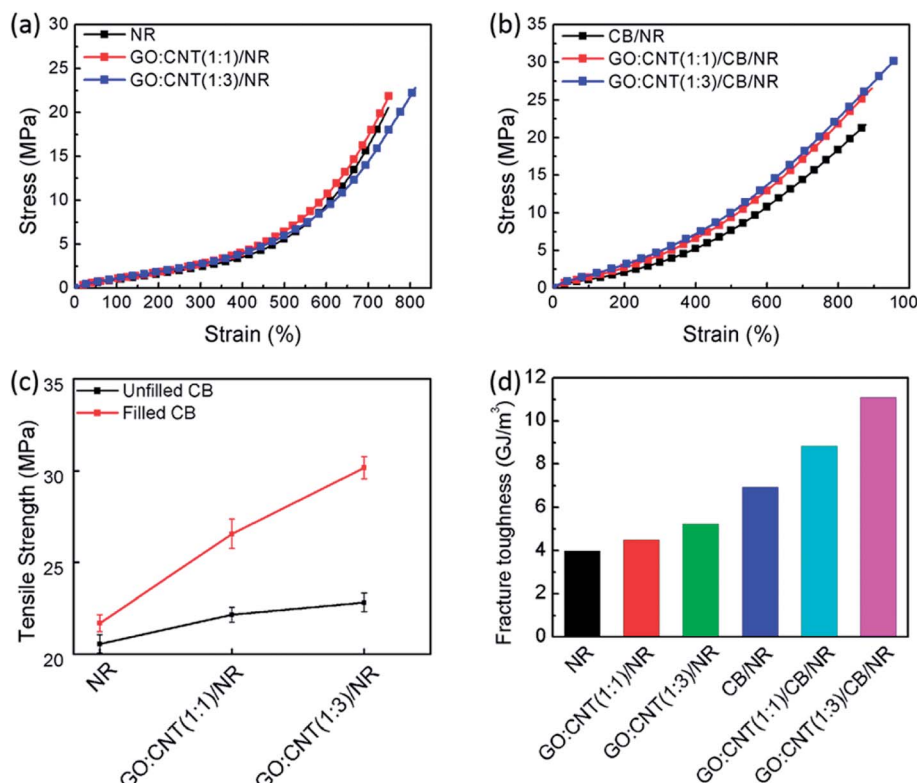 (a)
NR
GO:CNT(1:1)/NR
GO:CNT(1:3)/NR
30
25
20
15
10
5
0
Stress (MPa)
0 100 200 300 400 500 600 700 800
Strain (%)
(b)
CB/NR
GO:CNT(1:1)/CB/NR
GO:CNT(1:3)/CB/NR
35
30
25
20
15
10
5
0
Stress (MPa)
0 200 400 600 800 100
Strain (%)
(c)
Unfilled CB
Filled CB
35
30
25
20
Tensile Strength (MPa)
NR
GO:CNT(1:1)/NR
GO:CNT(1:3)/NR
(d)
12
10
8
6
4
2
0
Fracture toughness (GJ/m³)
NR
GO:CNT(1:1)/NR
GO:CNT(1:3)/NR
CB/NR
GO:CNT(1:1)/CB/NR
GO:CNT(1:3)/CB/NR